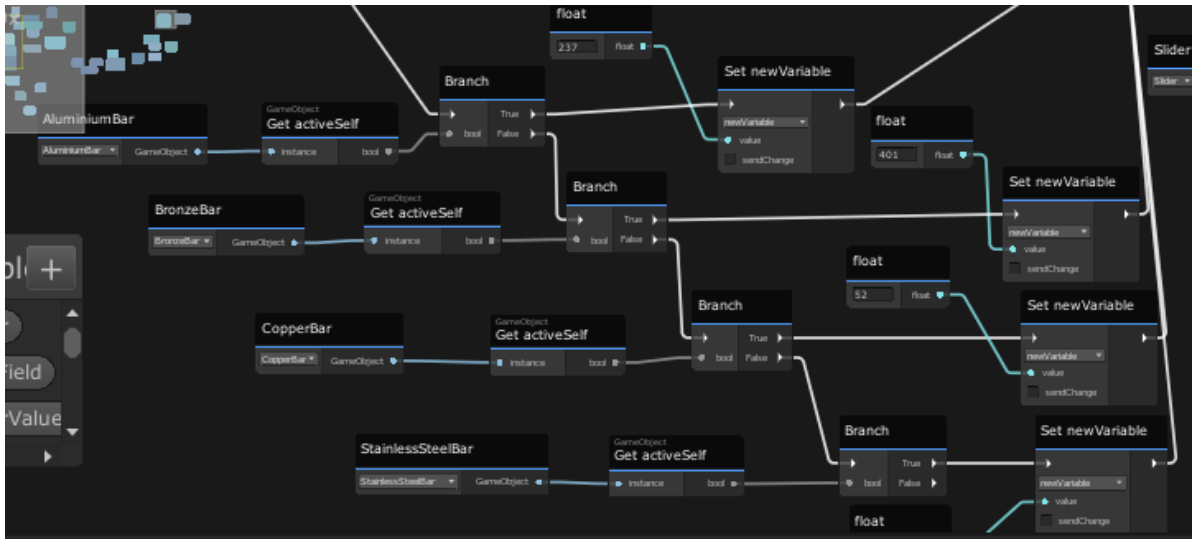 float
237
float
Branch
True
bool
False
Set newVariable
newVariable
value
sendChange
Slider
Slider
AluminiumBar
AluminiumBar
GameObject
GameObject
Get activeSelf
instance
bool
float
401
float
Branch
True
bool
False
Set newVariable
newVariable
value
sendChange
BronzeBar
BronzeBar
GameObject
GameObject
Get activeSelf
instance
bool
+
float
52
float
Branch
True
bool
False
Set newVariable
newVariable
value
sendChange
CopperBar
CopperBar
GameObject
GameObject
Get activeSelf
instance
bool
Field
rValue
Branch
True
bool
False
Set newVariable
newVariable
value
sendChange
StainlessSteelBar
StainlessSteelBar
GameObject
GameObject
Get activeSelf
instance
bool
float